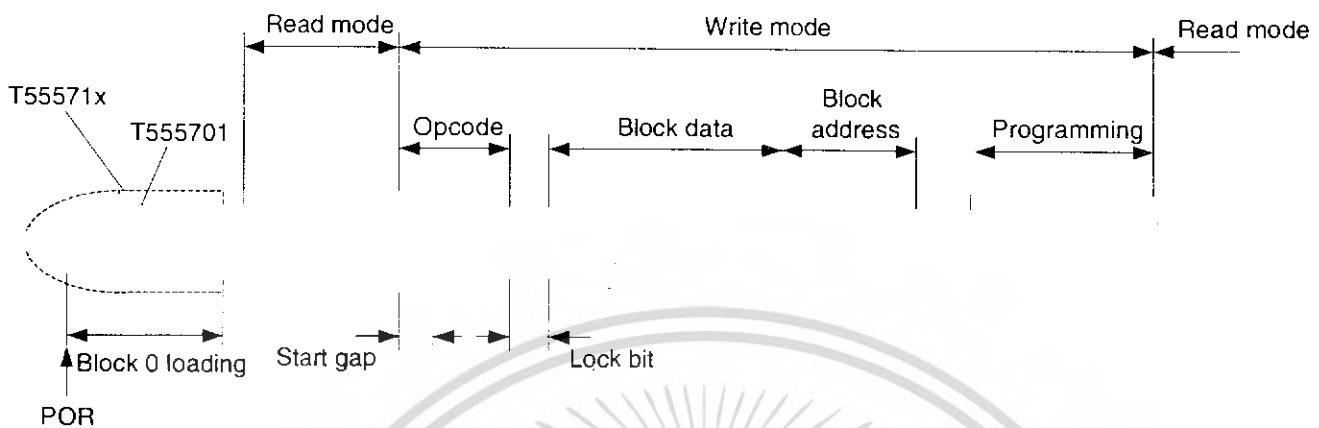 Read mode
Write mode
Read mode
T55571x
T555701
Opcode
Block data
Block
address
Programming
Block 0 loading
Start gap
Lock bit
POR